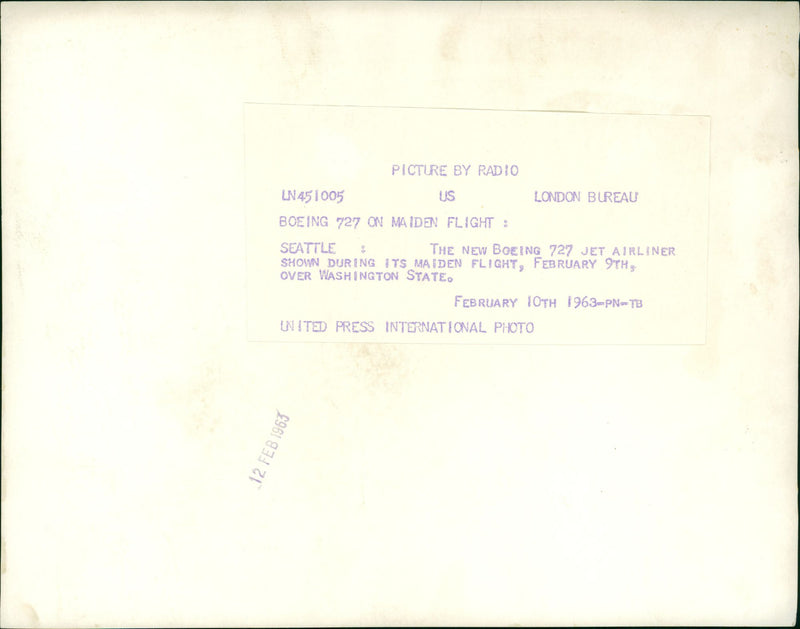 PICTURE BY RADIO
LN451005 US LONDON BUREAU
BOEING 727 ON MAIDEN FLIGHT :
SEATTLE : THE NEW BOEING 727 JET AIRLINER
SHOWN DURING ITS MAIDEN FLIGHT, FEBRUARY 9TH,
OVER WASHINGTON STATE.
FEBRUARY 10TH 1963-PN-TB
UNITED PRESS INTERNATIONAL PHOTO
12 FEB 1963